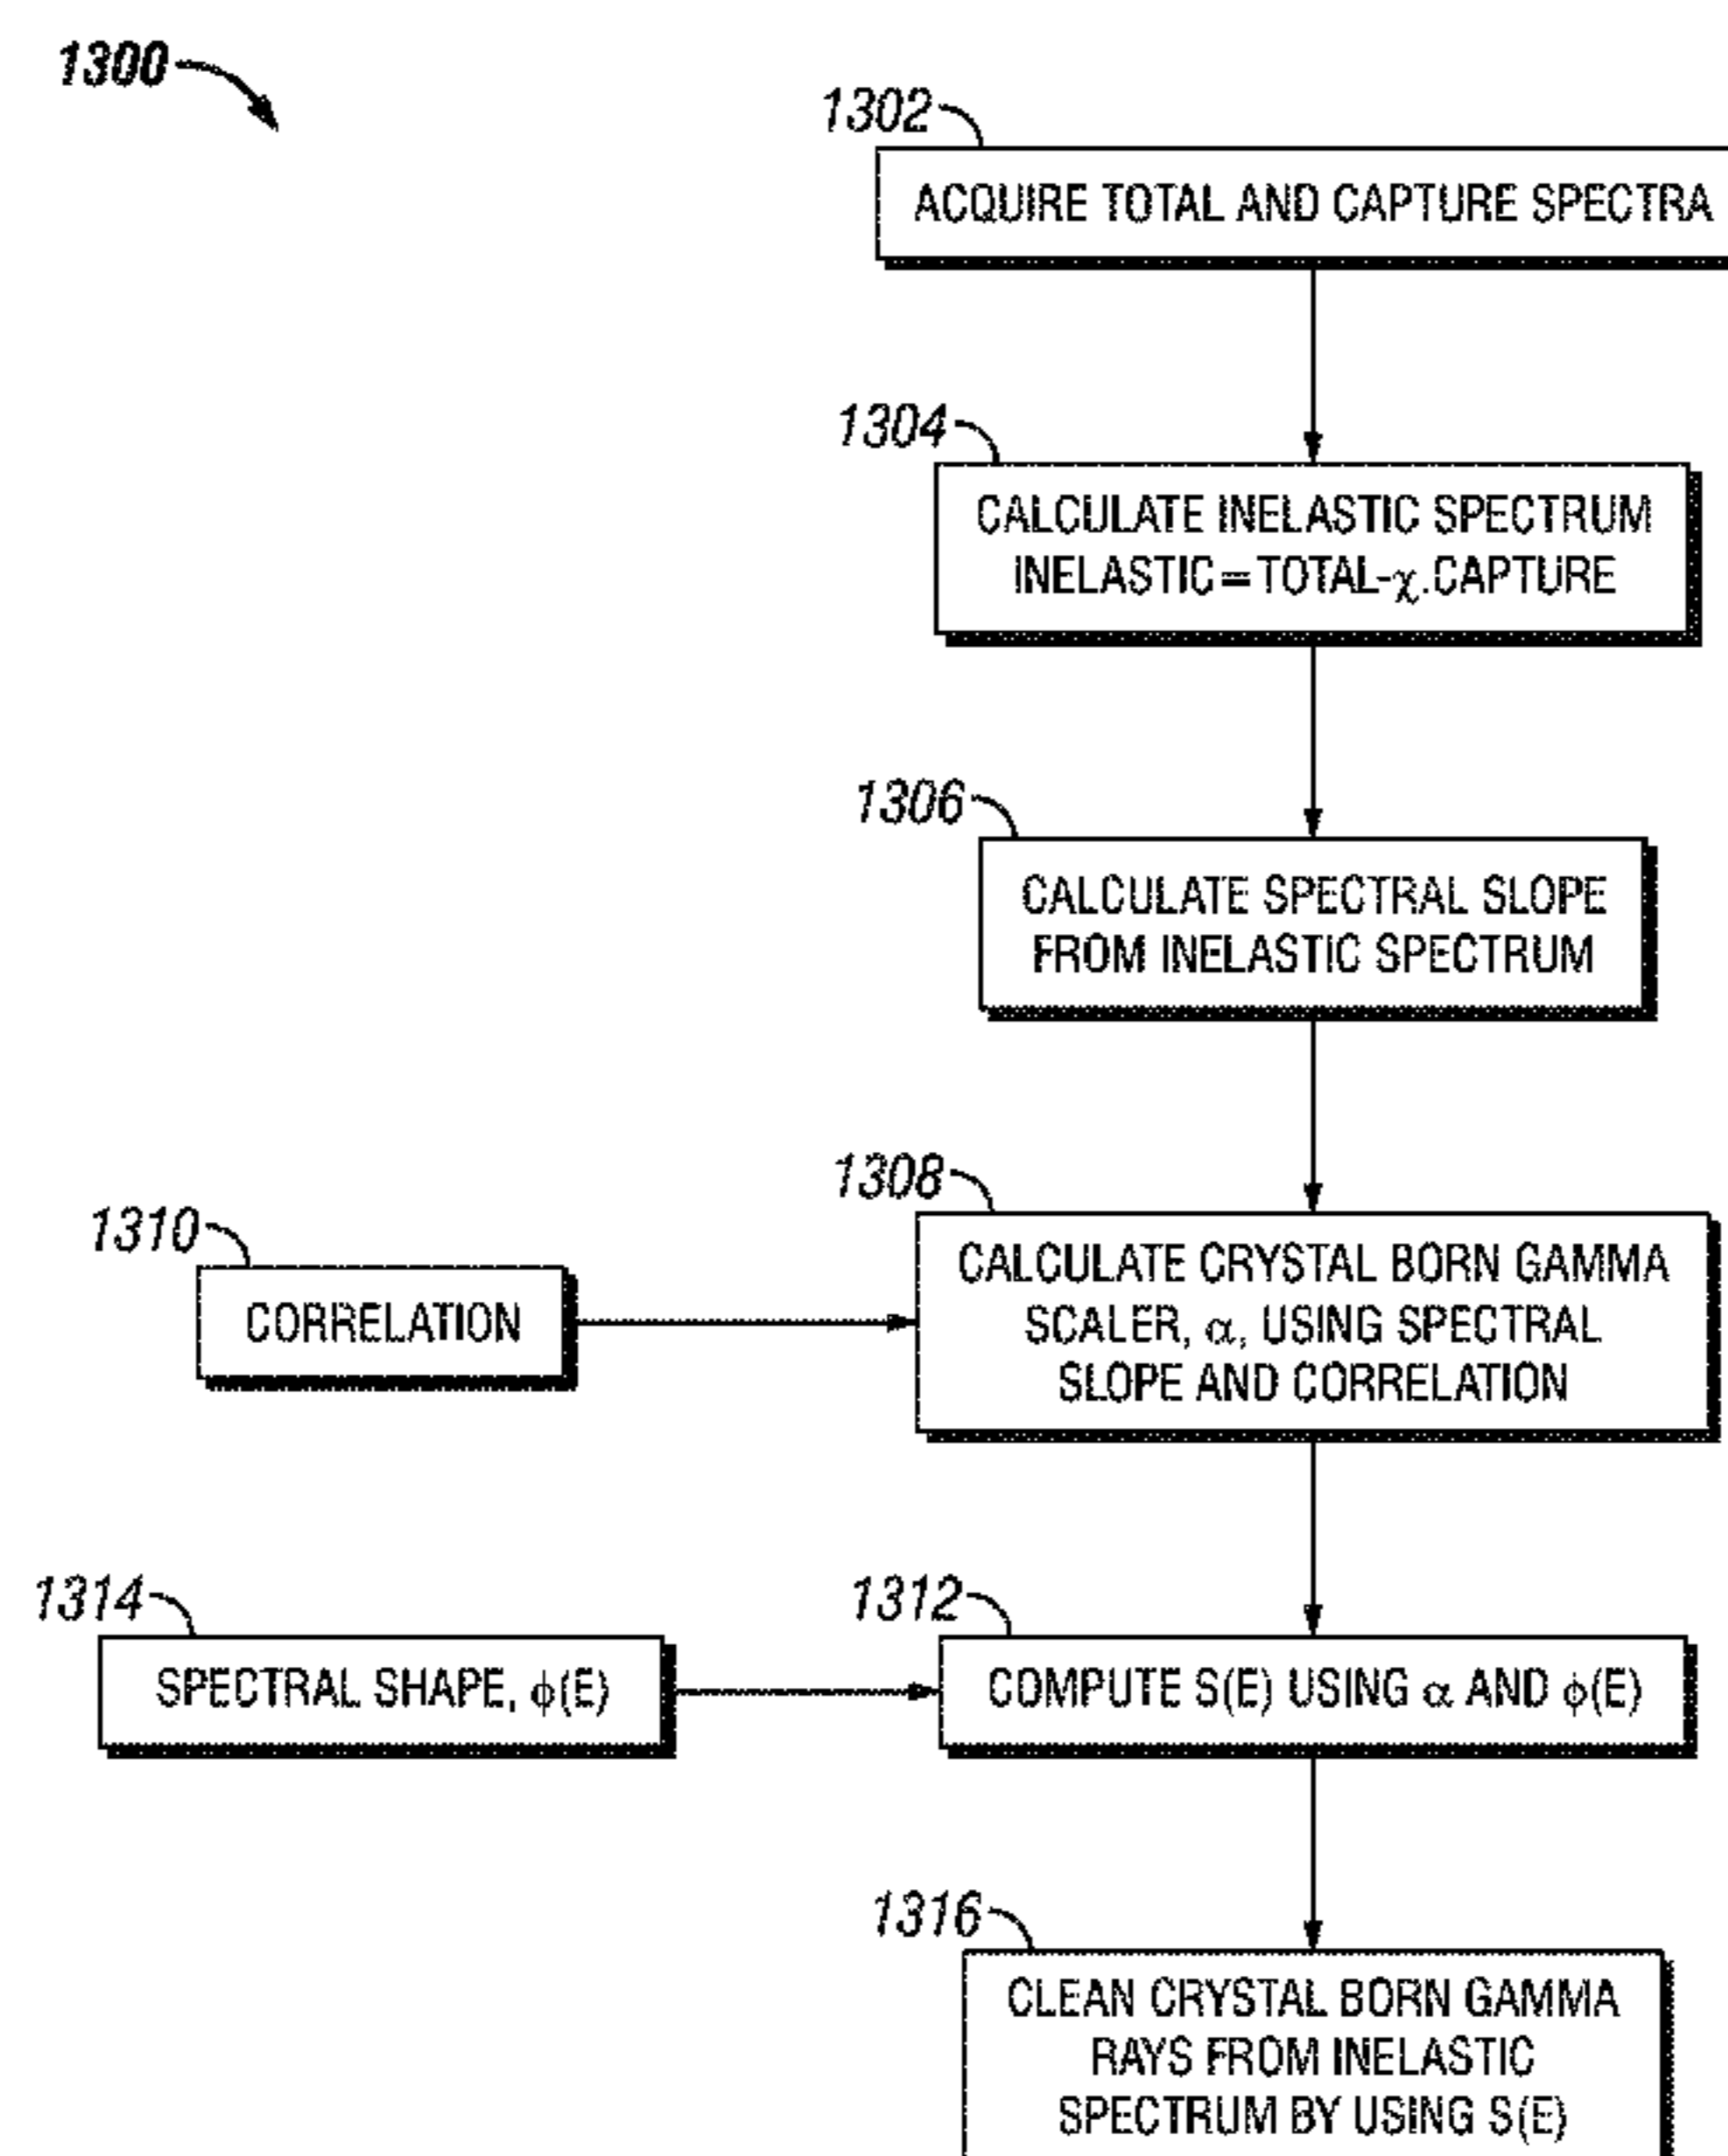 1300
1302
ACQUIRE TOTAL AND CAPTURE SPECTRA
1304
CALCULATE INELASTIC SPECTRUM
INELASTIC=TOTAL-χ.CAPTURE
1306
CALCULATE SPECTRAL SLOPE
FROM INELASTIC SPECTRUM
1308
CALCULATE CRYSTAL BORN GAMMA
SCALER, α, USING SPECTRAL
SLOPE AND CORRELATION
1310
CORRELATION
1314
SPECTRAL SHAPE, ϕ(E)
1312
COMPUTE S(E) USING α AND ϕ(E)
1316
CLEAN CRYSTAL BORN GAMMA
RAYS FROM INELASTIC
SPECTRUM BY USING S(E)